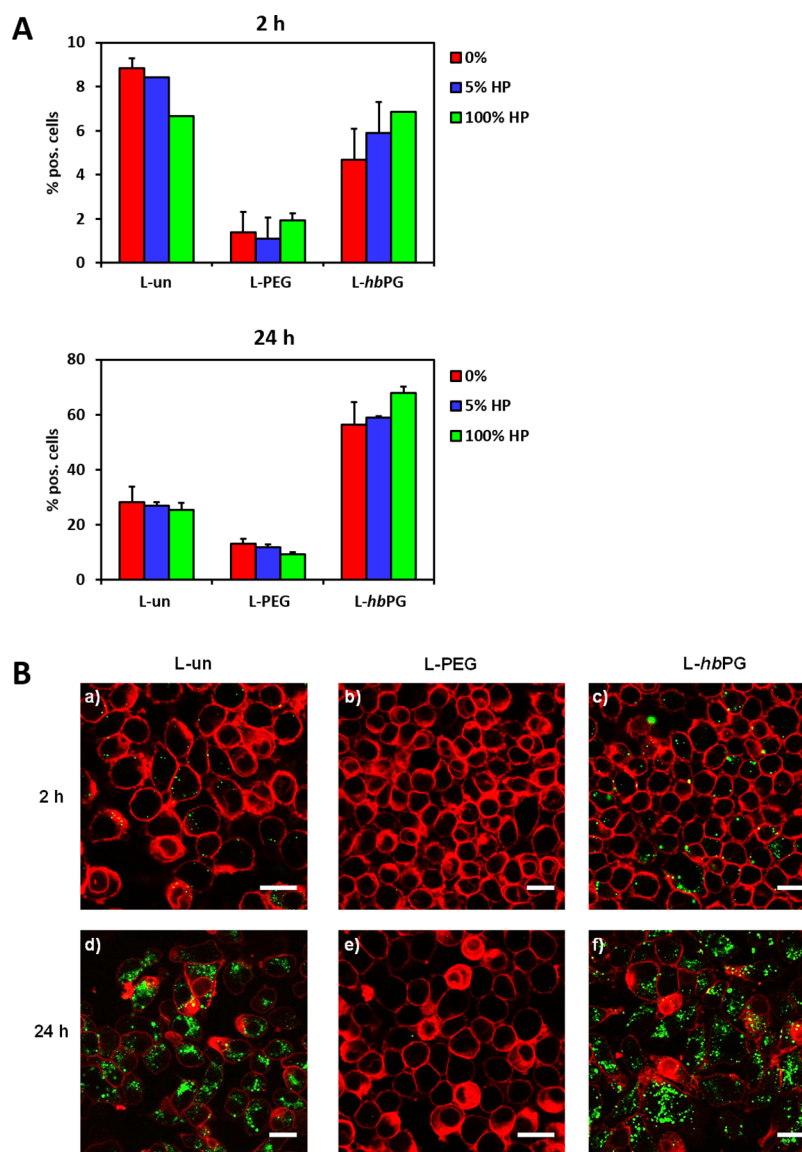 A
2 h
% pos. cells
10
8
6
4
2
0
L-un
L-PEG
L-hbPG
0%
5% HP
100% HP
24 h
% pos. cells
80
60
40
20
0
L-un
L-PEG
L-hbPG
0%
5% HP
100% HP
B
L-un
L-PEG
L-hbPG
2 h
a)
b)
c)
24 h
d)
e)
f)